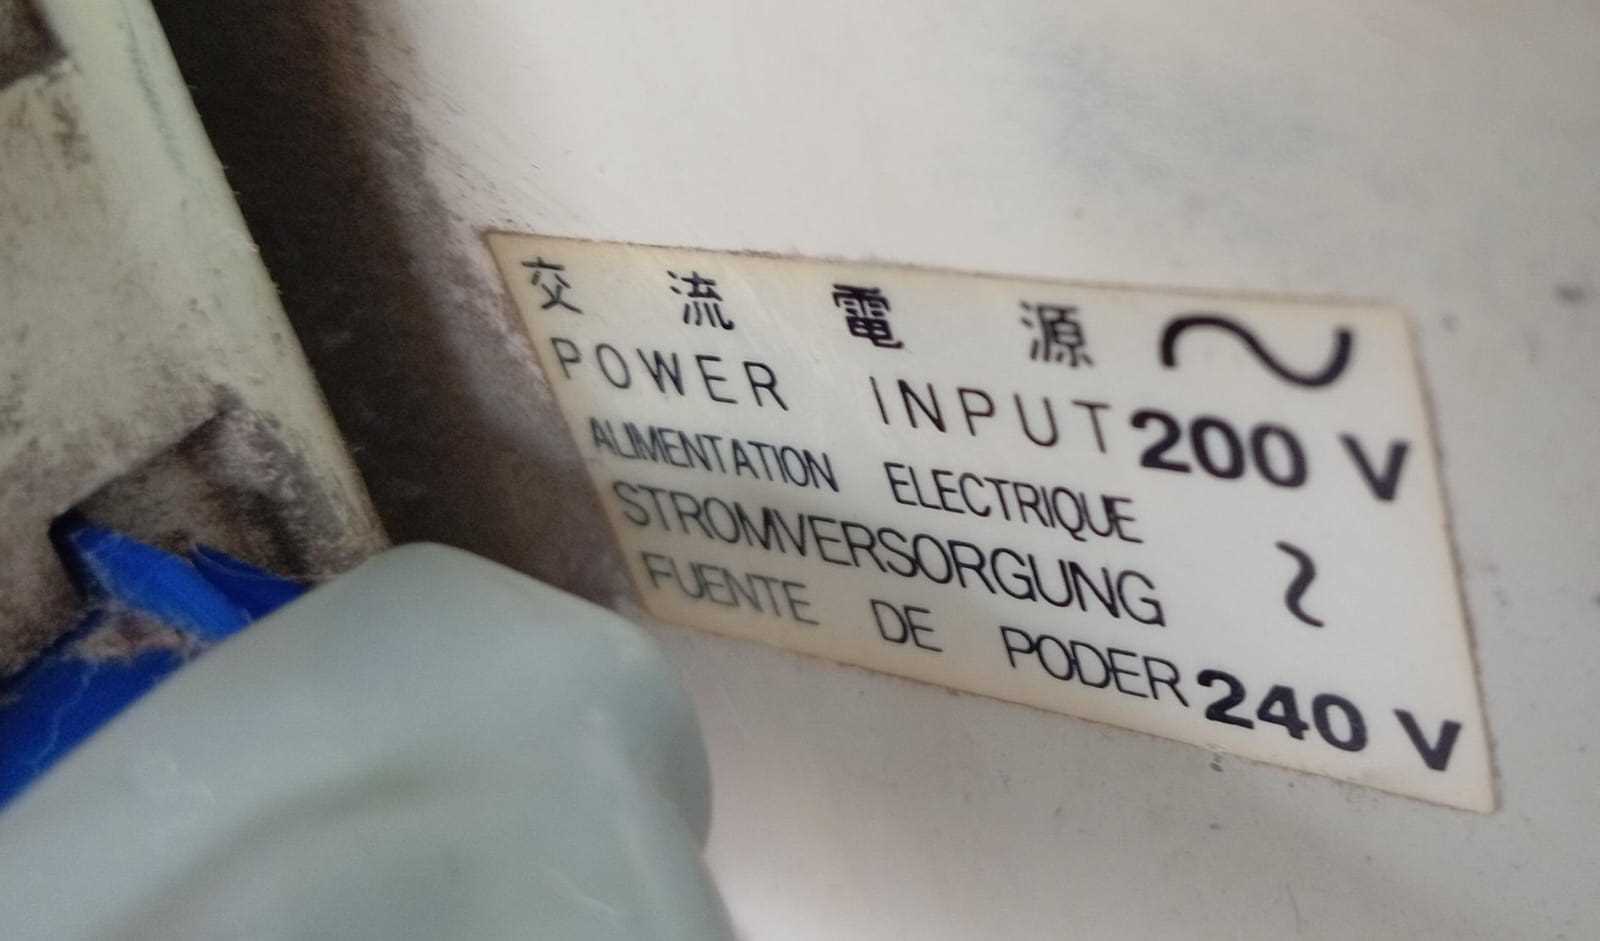 交流電源 ～
POWER INPUT 200 V
ALIMENTATION ELECTRIQUE
STROMVERSORGUNG ~
FUENTE DE PODER 240 V